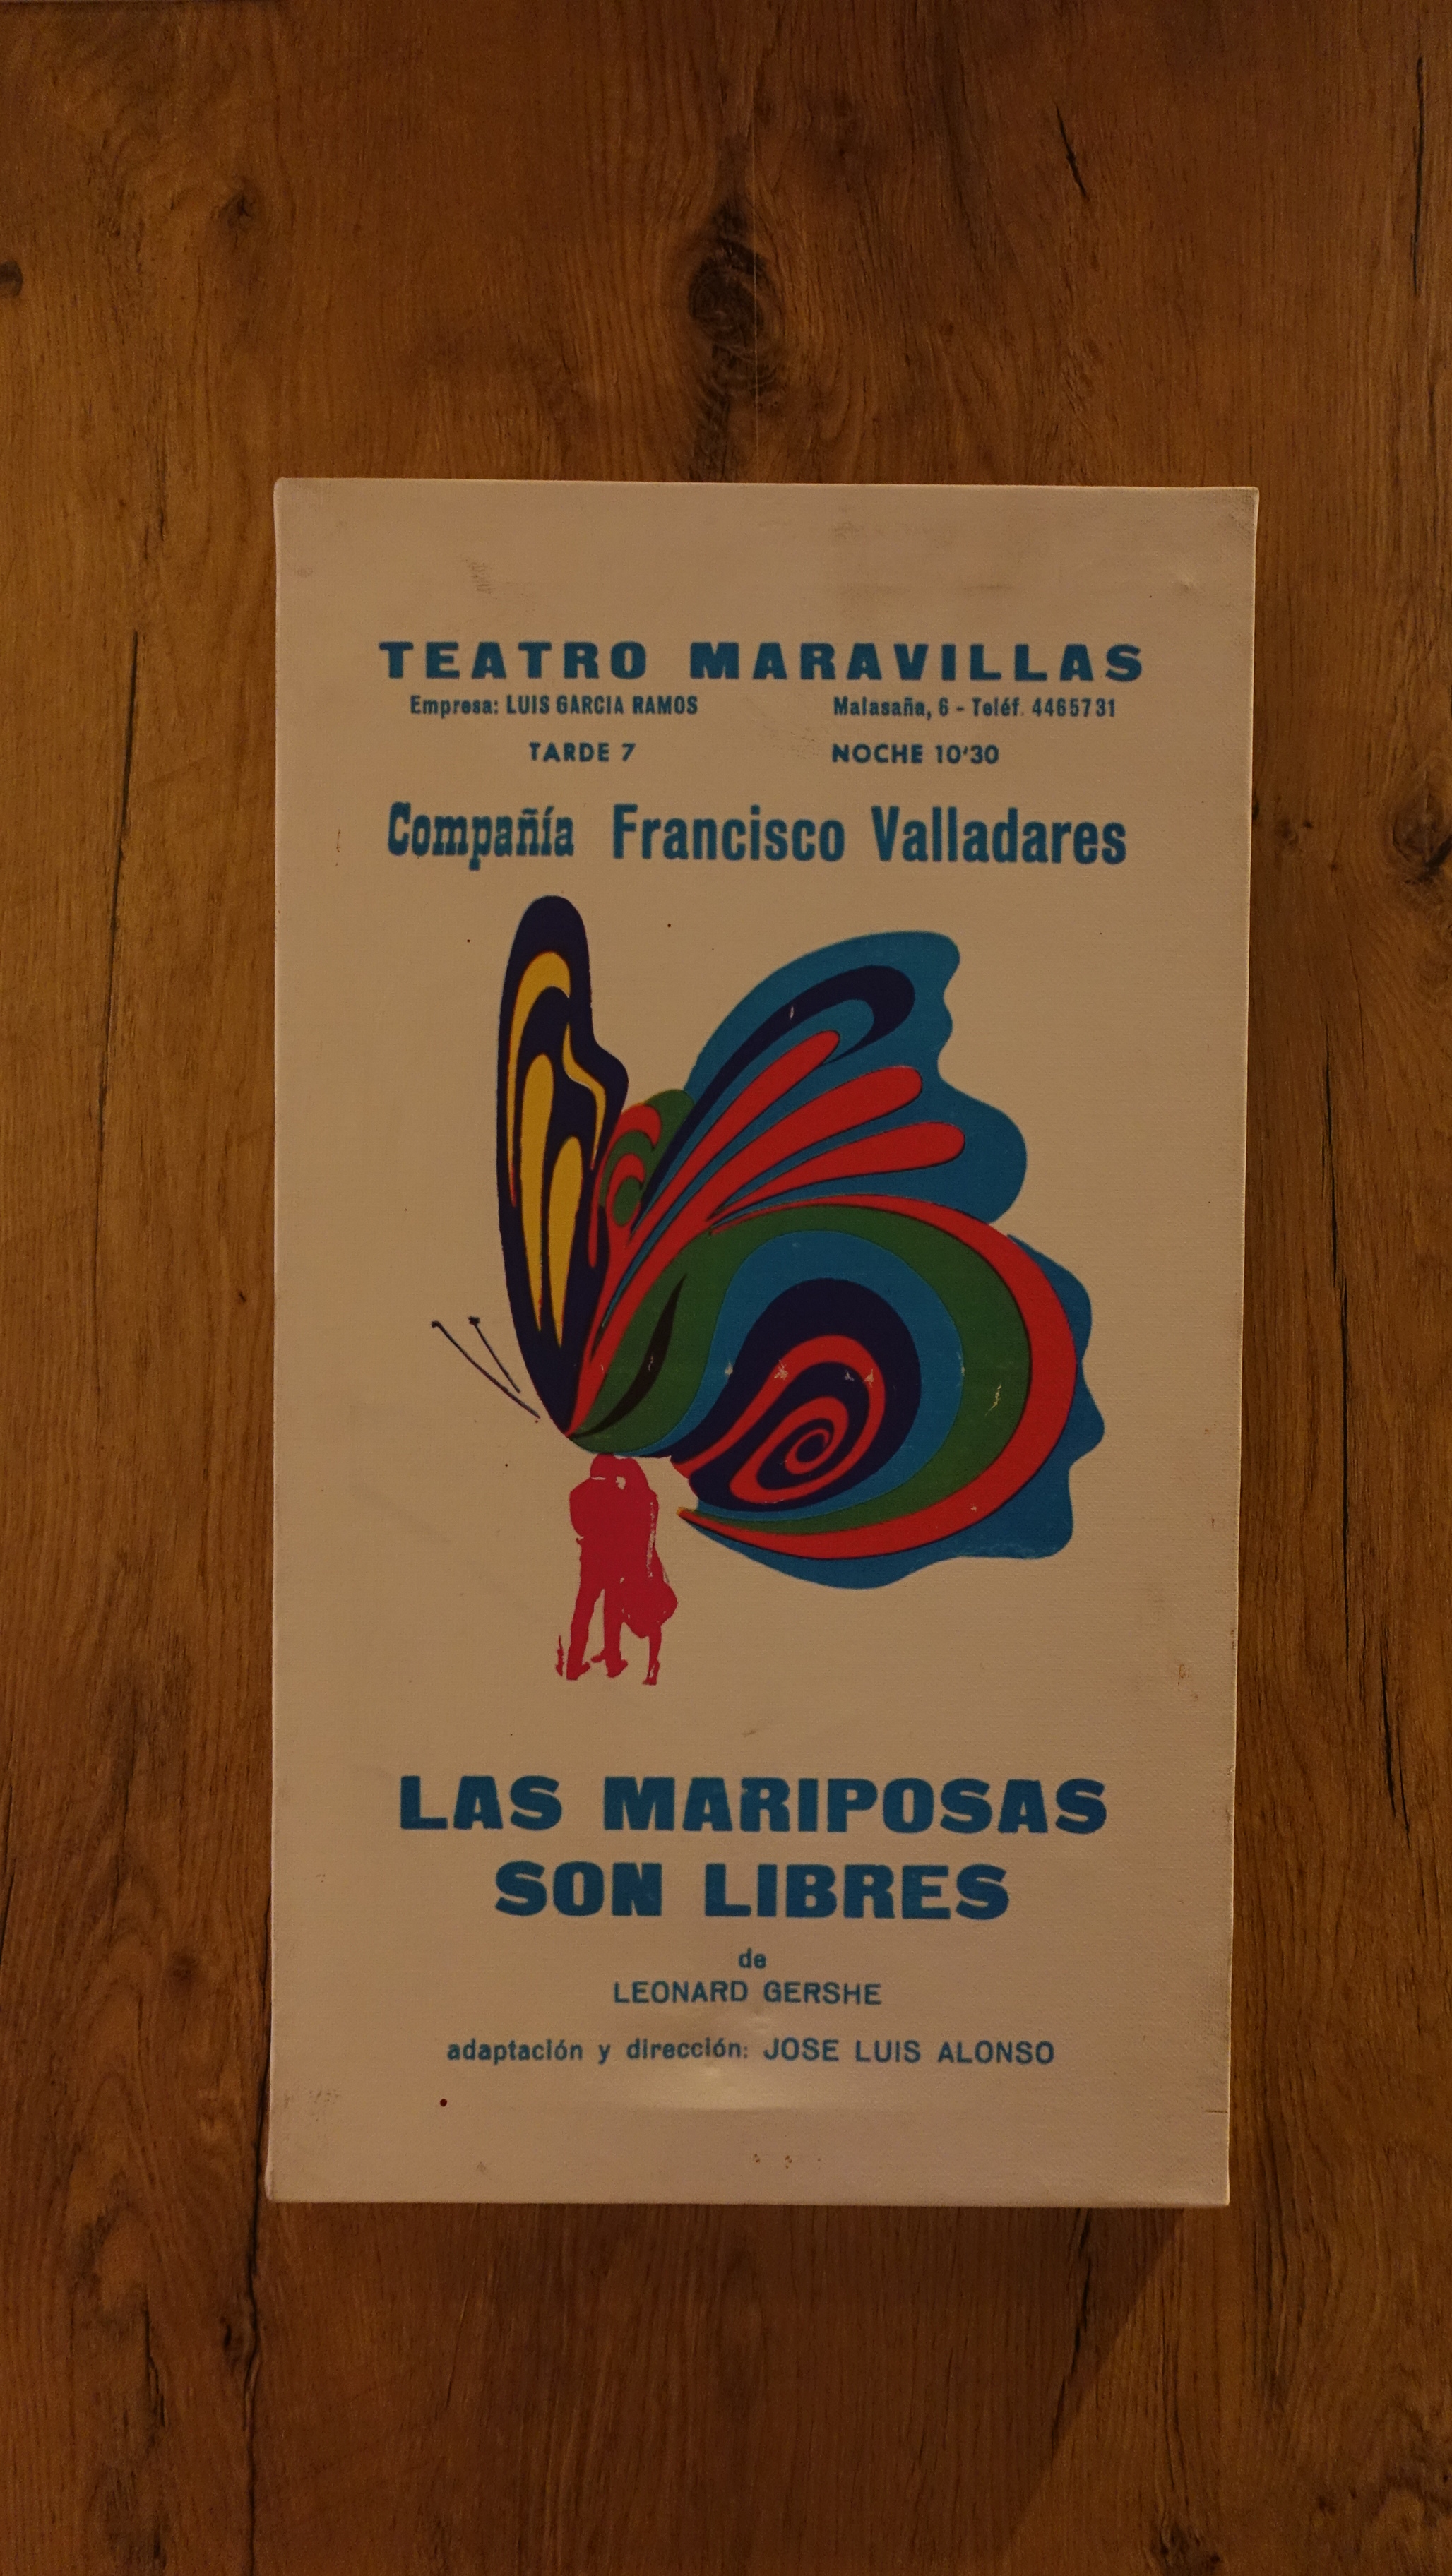 TEATRO MARAVILLAS
Empresa: LUIS GARCIA RAMOS Malasaña, 6 - Teléf. 4465731
TARDE 7 NOCHE 10'30
Compañía Francisco Valladares
LAS MARIPOSAS
SON LIBRES
de
LEONARD GERSHE
adaptación y dirección: JOSE LUIS ALONSO